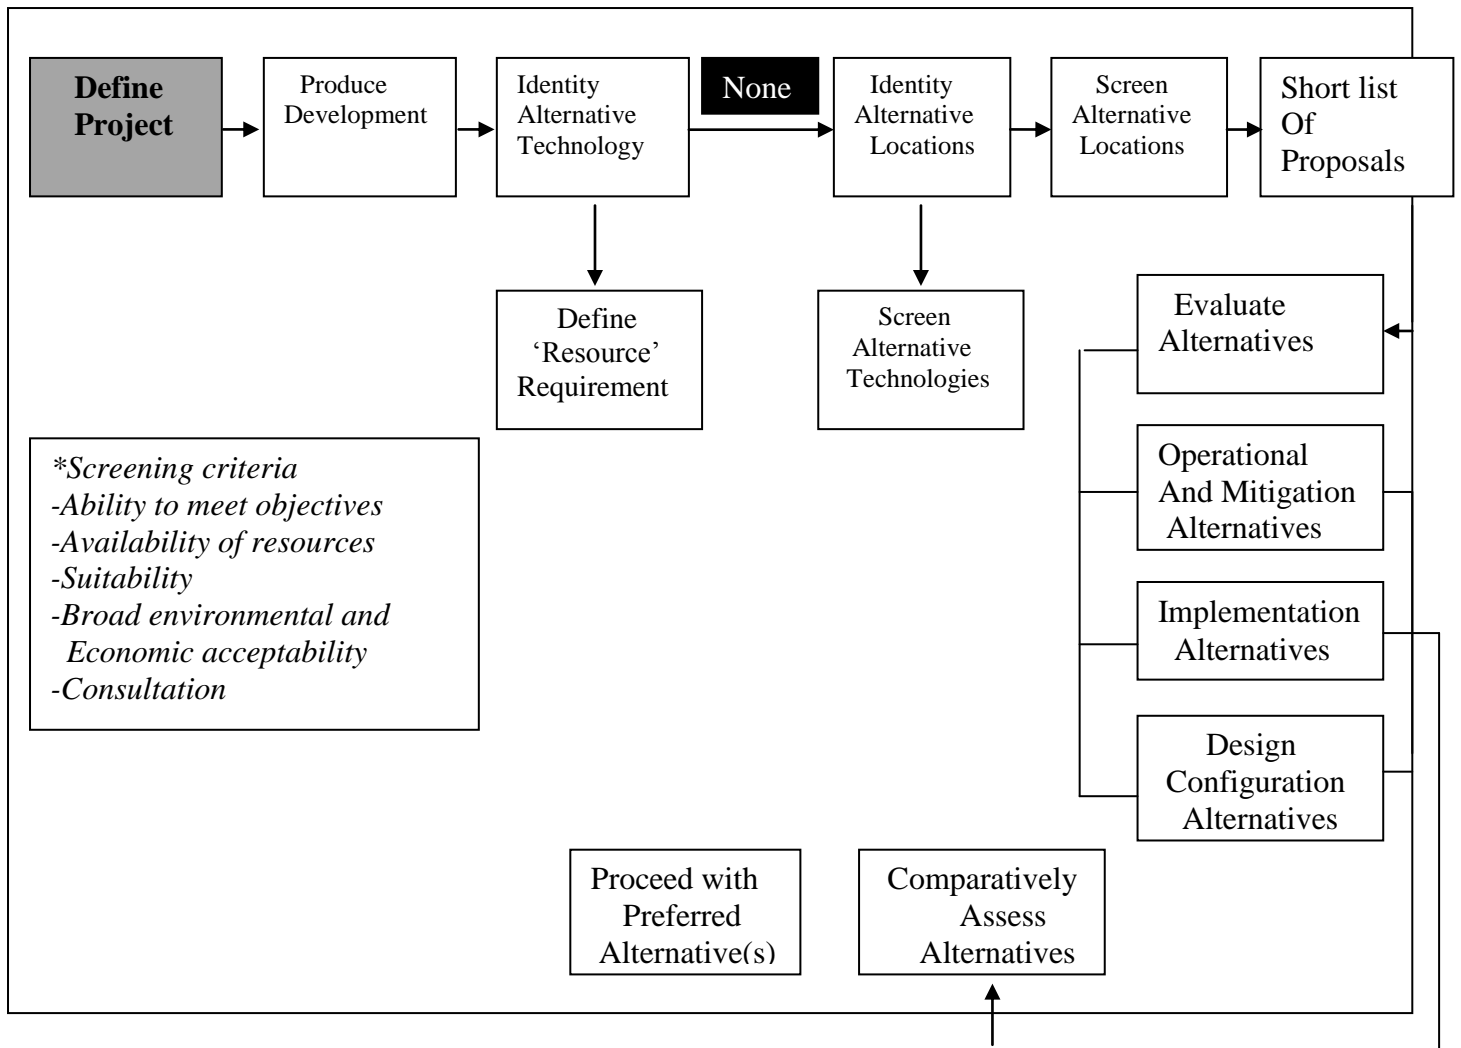 Define
Project
Produce
Development
Identity
Alternative
Technology
None
Identity
Alternative
Locations
Screen
Alternative
Locations
Short list
Of
Proposals
Define
‘Resource’
Requirement
Screen
Alternative
Technologies
Evaluate
Alternatives
*Screening criteria
-Ability to meet objectives
-Availability of resources
-Suitability
-Broad environmental and
Economic acceptability
-Consultation
Operational
And Mitigation
Alternatives
Implementation
Alternatives
Design
Configuration
Alternatives
Proceed with
Preferred
Alternative(s)
Comparatively
Assess
Alternatives